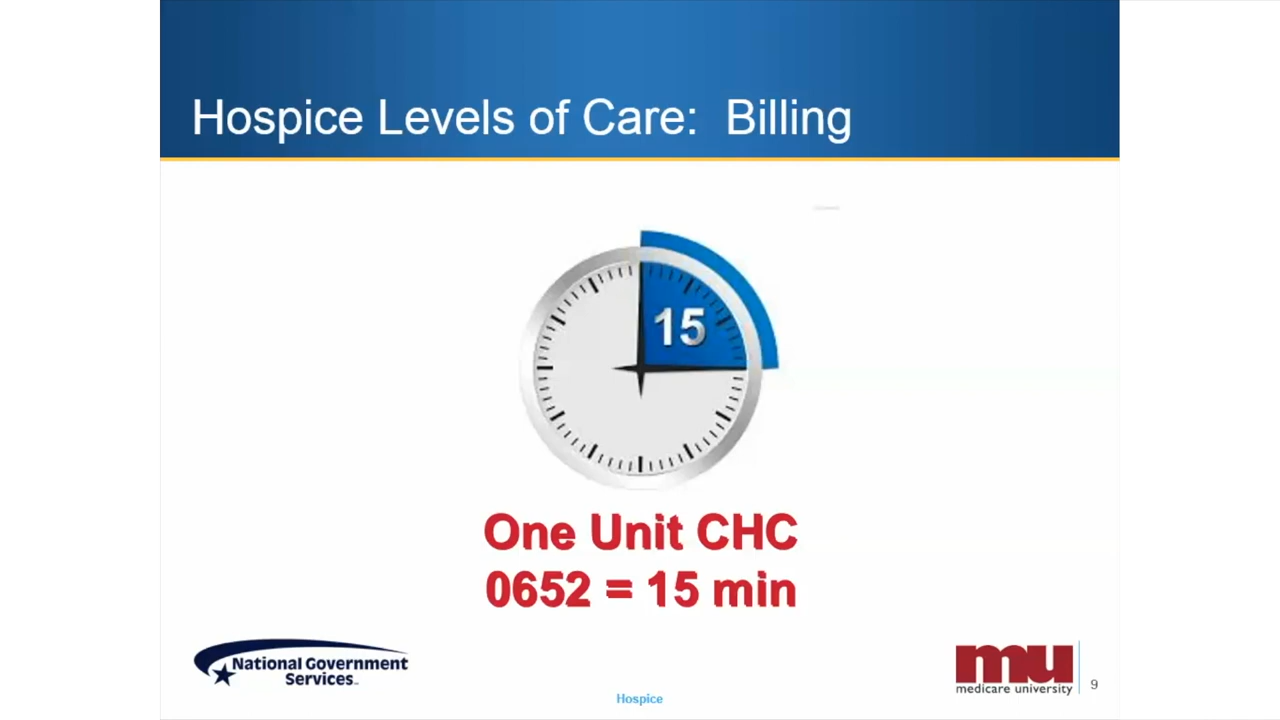 Hospice Levels of Care: Billing
15
One Unit CHC
0652 = 15 min
National Government
Services
mu
medicare university
9
Hospice